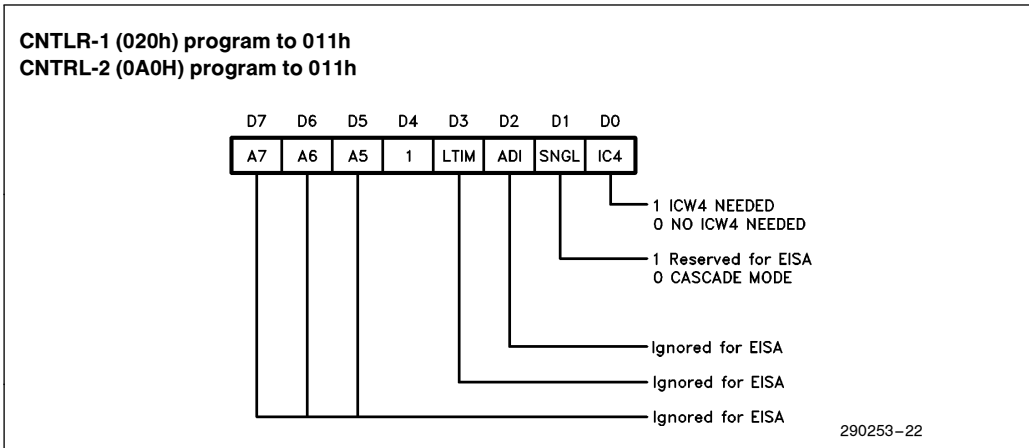 CNTLR-1 (020h) program to 011h
CNTRL-2 (0A0H) program to 011h
D7 D6 D5 D4 D3 D2 D1 D0
A7 A6 A5 1 LTIM ADI SNGL IC4
1 ICW4 NEEDED
0 NO ICW4 NEEDED
1 Reserved for EISA
0 CASCADE MODE
Ignored for EISA
Ignored for EISA
Ignored for EISA
290253-22